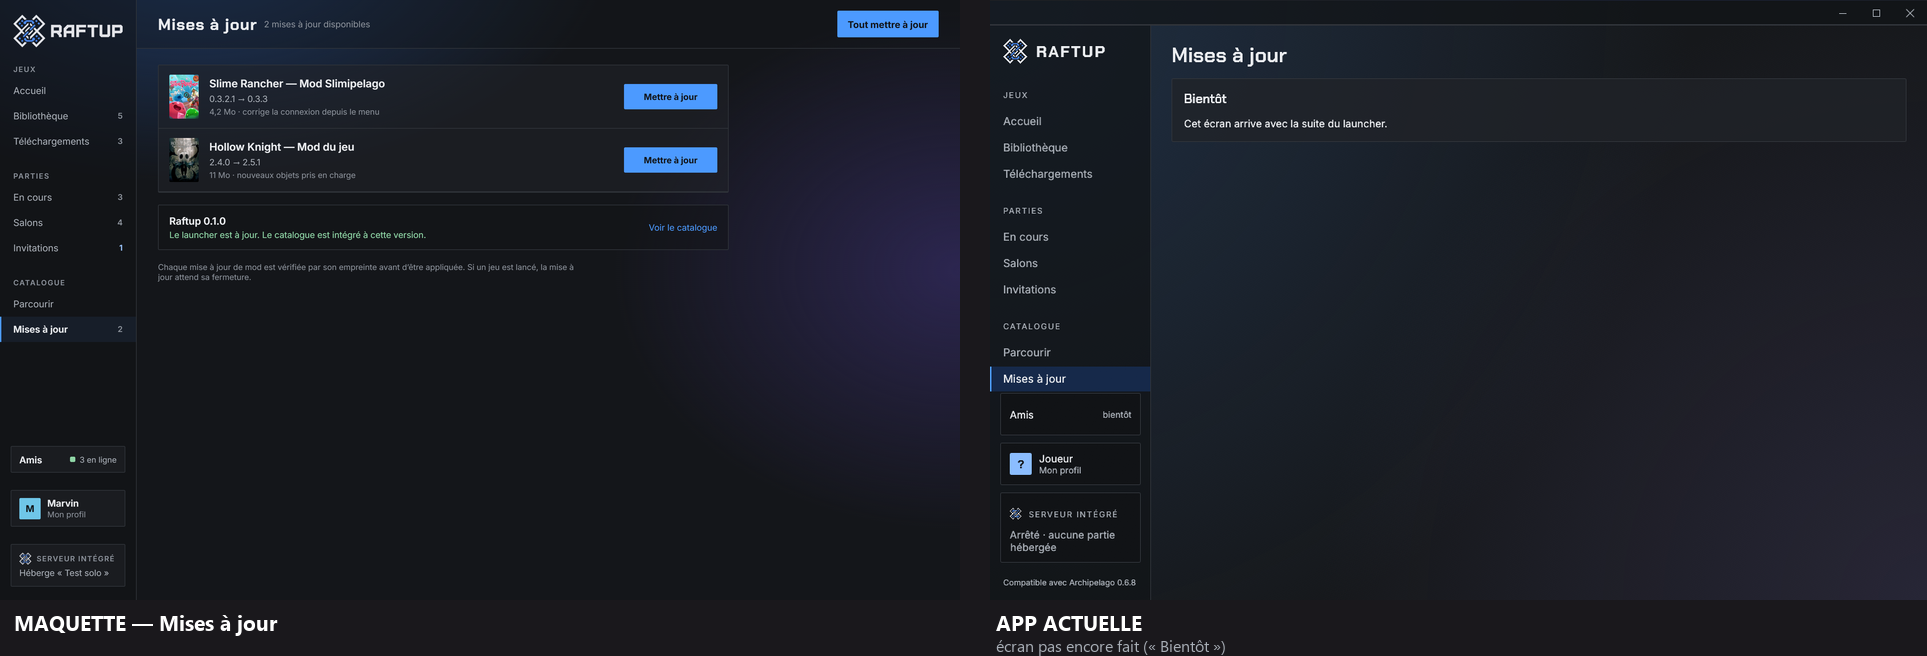 RAFTUP
JEUX
Accueil
Bibliothèque 5
Téléchargements 3
PARTIES
En cours 3
Salons 4
Invitations 1
CATALOGUE
Parcourir
Mises à jour 2
Amis 3 en ligne
M Marvin
Mon profil
SERVEUR INTÉGRÉ
Héberge « Test solo »
Mises à jour 2 mises à jour disponibles
Tout mettre à jour
Slime Rancher — Mod Slimipelago
0.3.2.1 → 0.3.3
4,2 Mo · corrige la connexion depuis le menu
Mettre à jour
Hollow Knight — Mod du jeu
2.4.0 → 2.5.1
11 Mo · nouveaux objets pris en charge
Mettre à jour
Raftup 0.1.0
Le launcher est à jour. Le catalogue est intégré à cette version.
Voir le catalogue
Chaque mise à jour de mod est vérifiée par son empreinte avant d'être appliquée. Si un jeu est lancé, la mise à
jour attend sa fermeture.
MAQUETTE — Mises à jour
RAFTUP
JEUX
Accueil
Bibliothèque
Téléchargements
PARTIES
En cours
Salons
Invitations
CATALOGUE
Parcourir
Mises à jour
Amis bientôt
? Joueur
Mon profil
SERVEUR INTÉGRÉ
Arrêté · aucune partie
hébergée
Compatible avec Archipelago 0.6.8
Mises à jour
Bientôt
Cet écran arrive avec la suite du launcher.
APP ACTUELLE
écran pas encore fait (« Bientôt »)